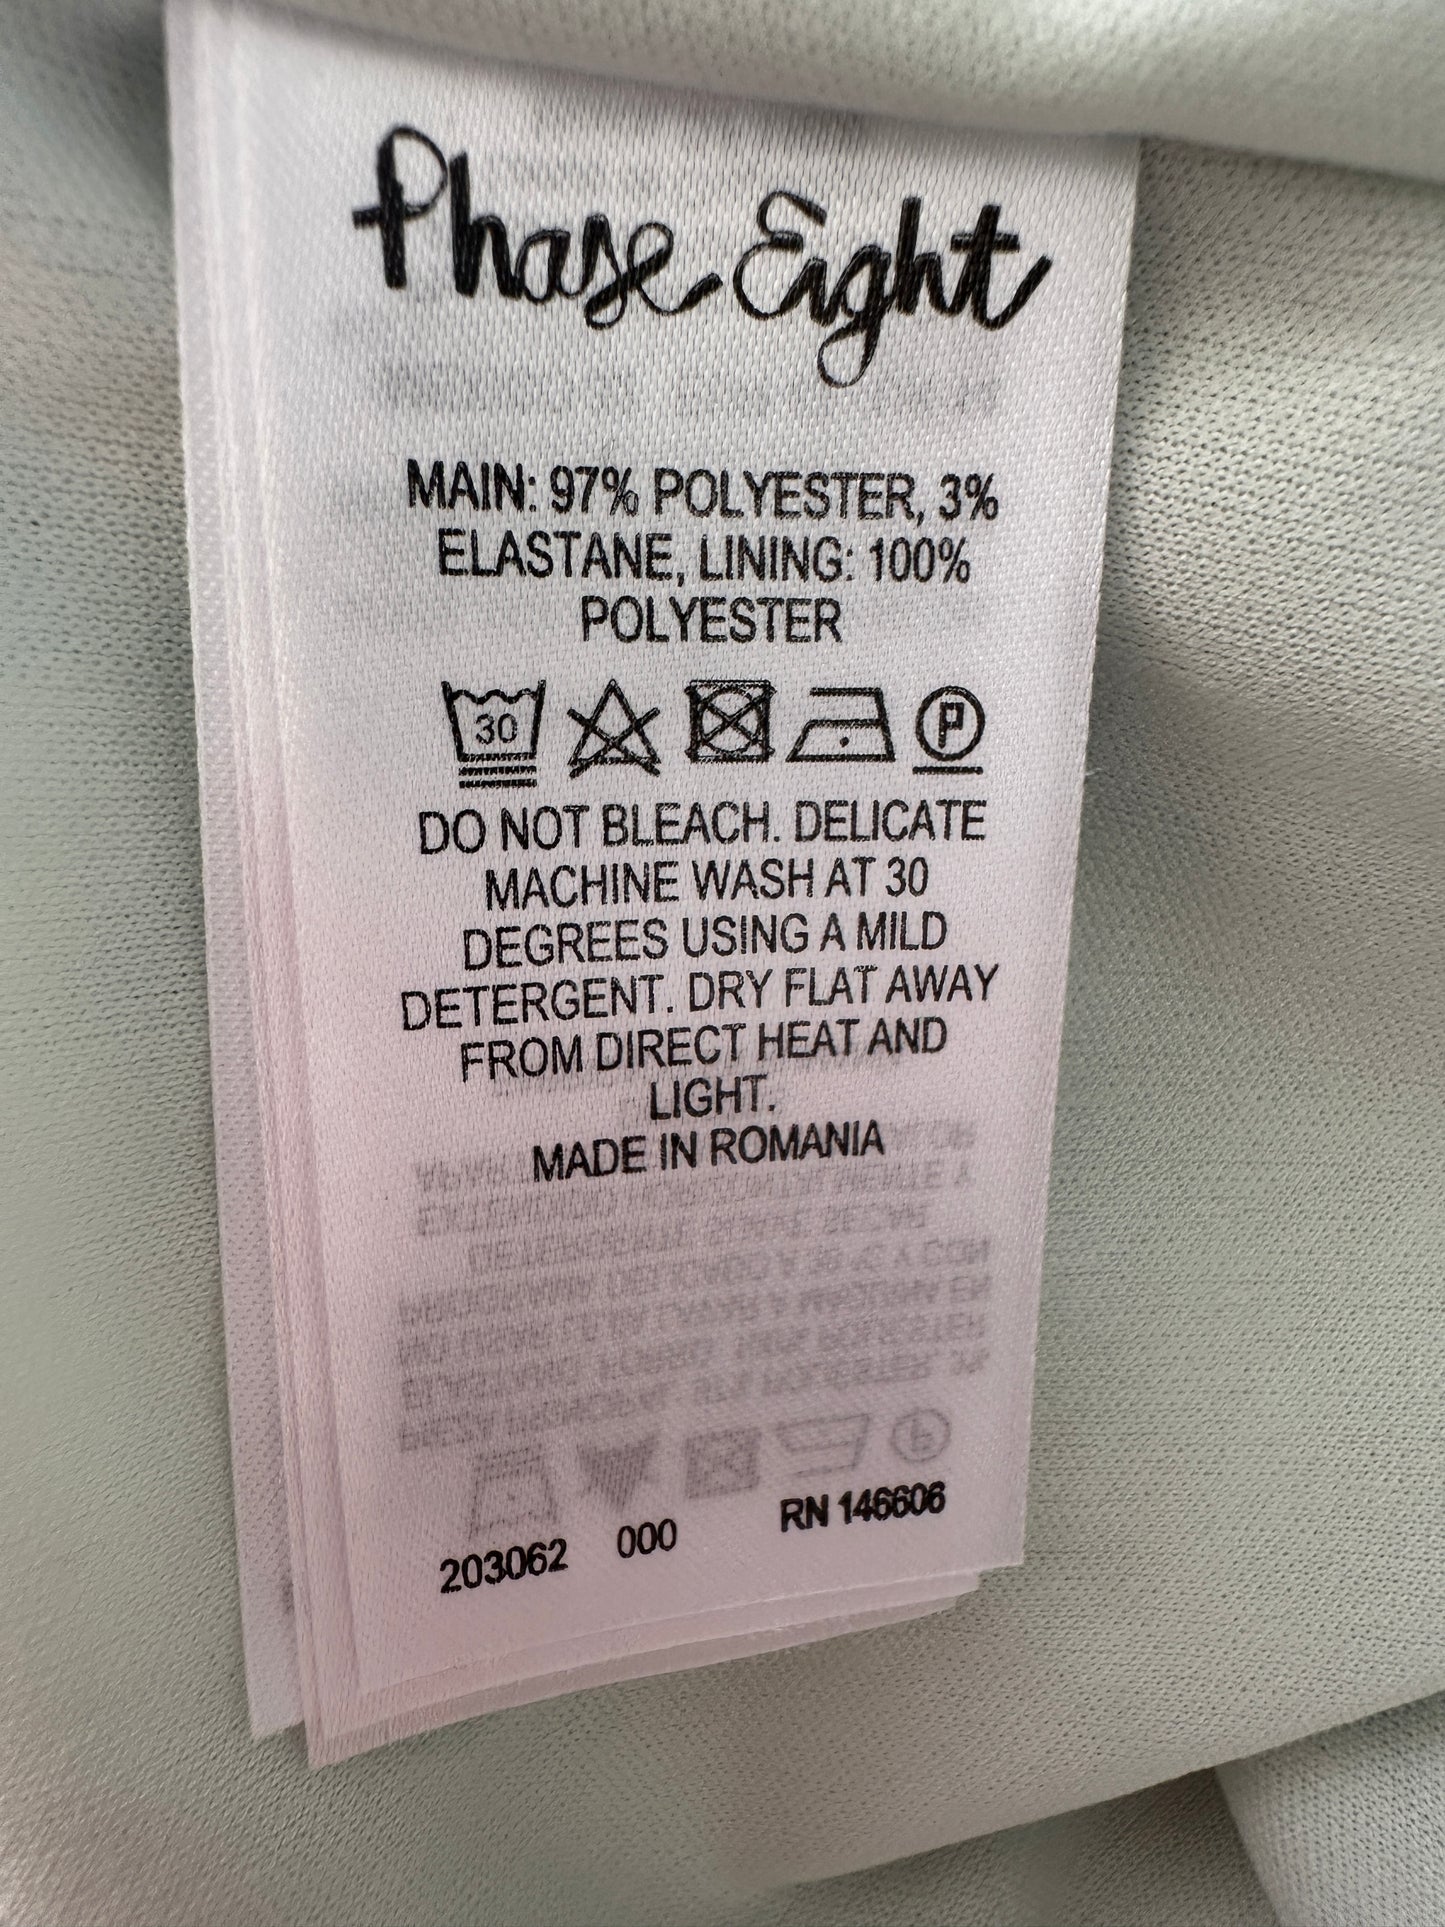 Phase Eight
MAIN: 97% POLYESTER, 3%
ELASTANE, LINING: 100%
POLYESTER
30
P
DO NOT BLEACH. DELICATE
MACHINE WASH AT 30
DEGREES USING A MILD
DETERGENT. DRY FLAT AWAY
FROM DIRECT HEAT AND
LIGHT.
MADE IN ROMANIA
203062 000 RN 146606